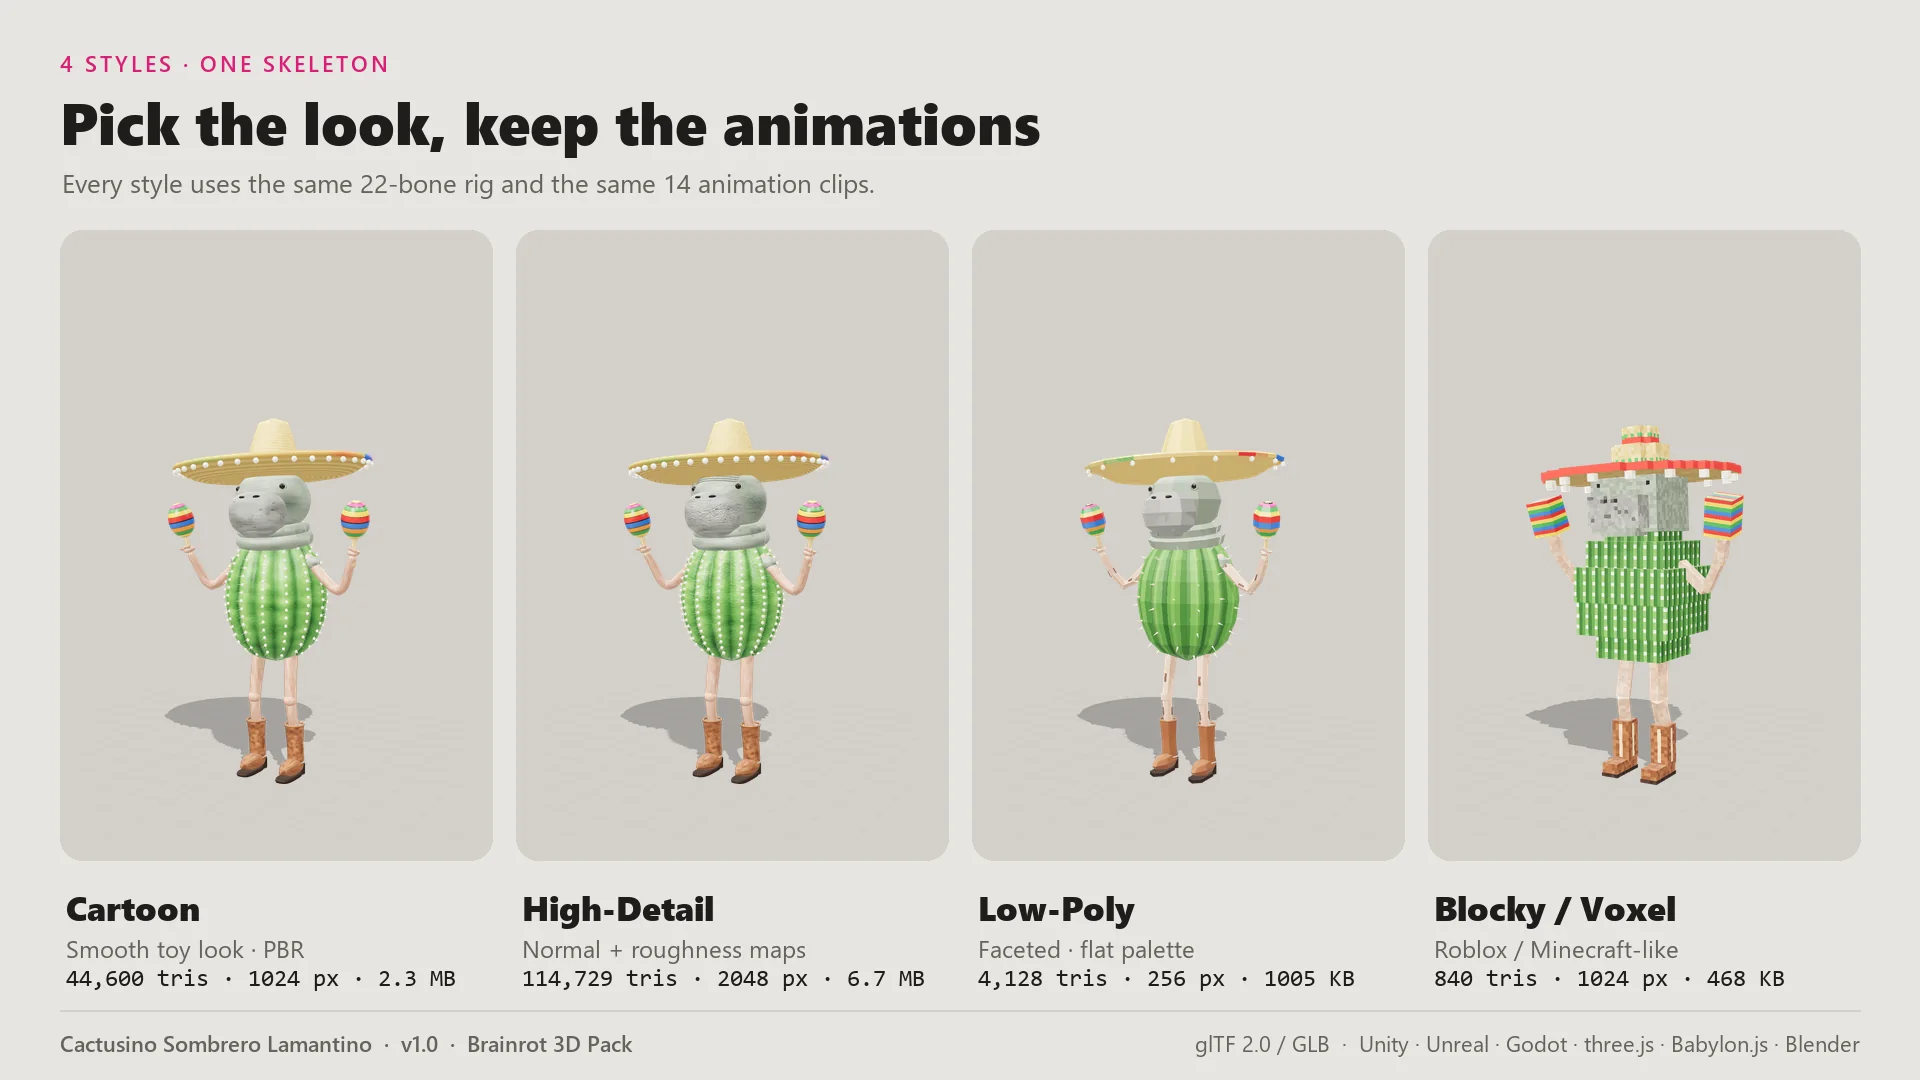 4 STYLES · ONE SKELETON
Pick the look, keep the animations
Every style uses the same 22-bone rig and the same 14 animation clips.
Cartoon
Smooth toy look · PBR
44,600 tris · 1024 px · 2.3 MB
High-Detail
Normal + roughness maps
114,729 tris · 2048 px · 6.7 MB
Low-Poly
Faceted · flat palette
4,128 tris · 256 px · 1005 KB
Blocky / Voxel
Roblox / Minecraft-like
840 tris · 1024 px · 468 KB
Cactusino Sombrero Lamantino · v1.0 · Brainrot 3D Pack
glTF 2.0 / GLB · Unity · Unreal · Godot · three.js · Babylon.js · Blender